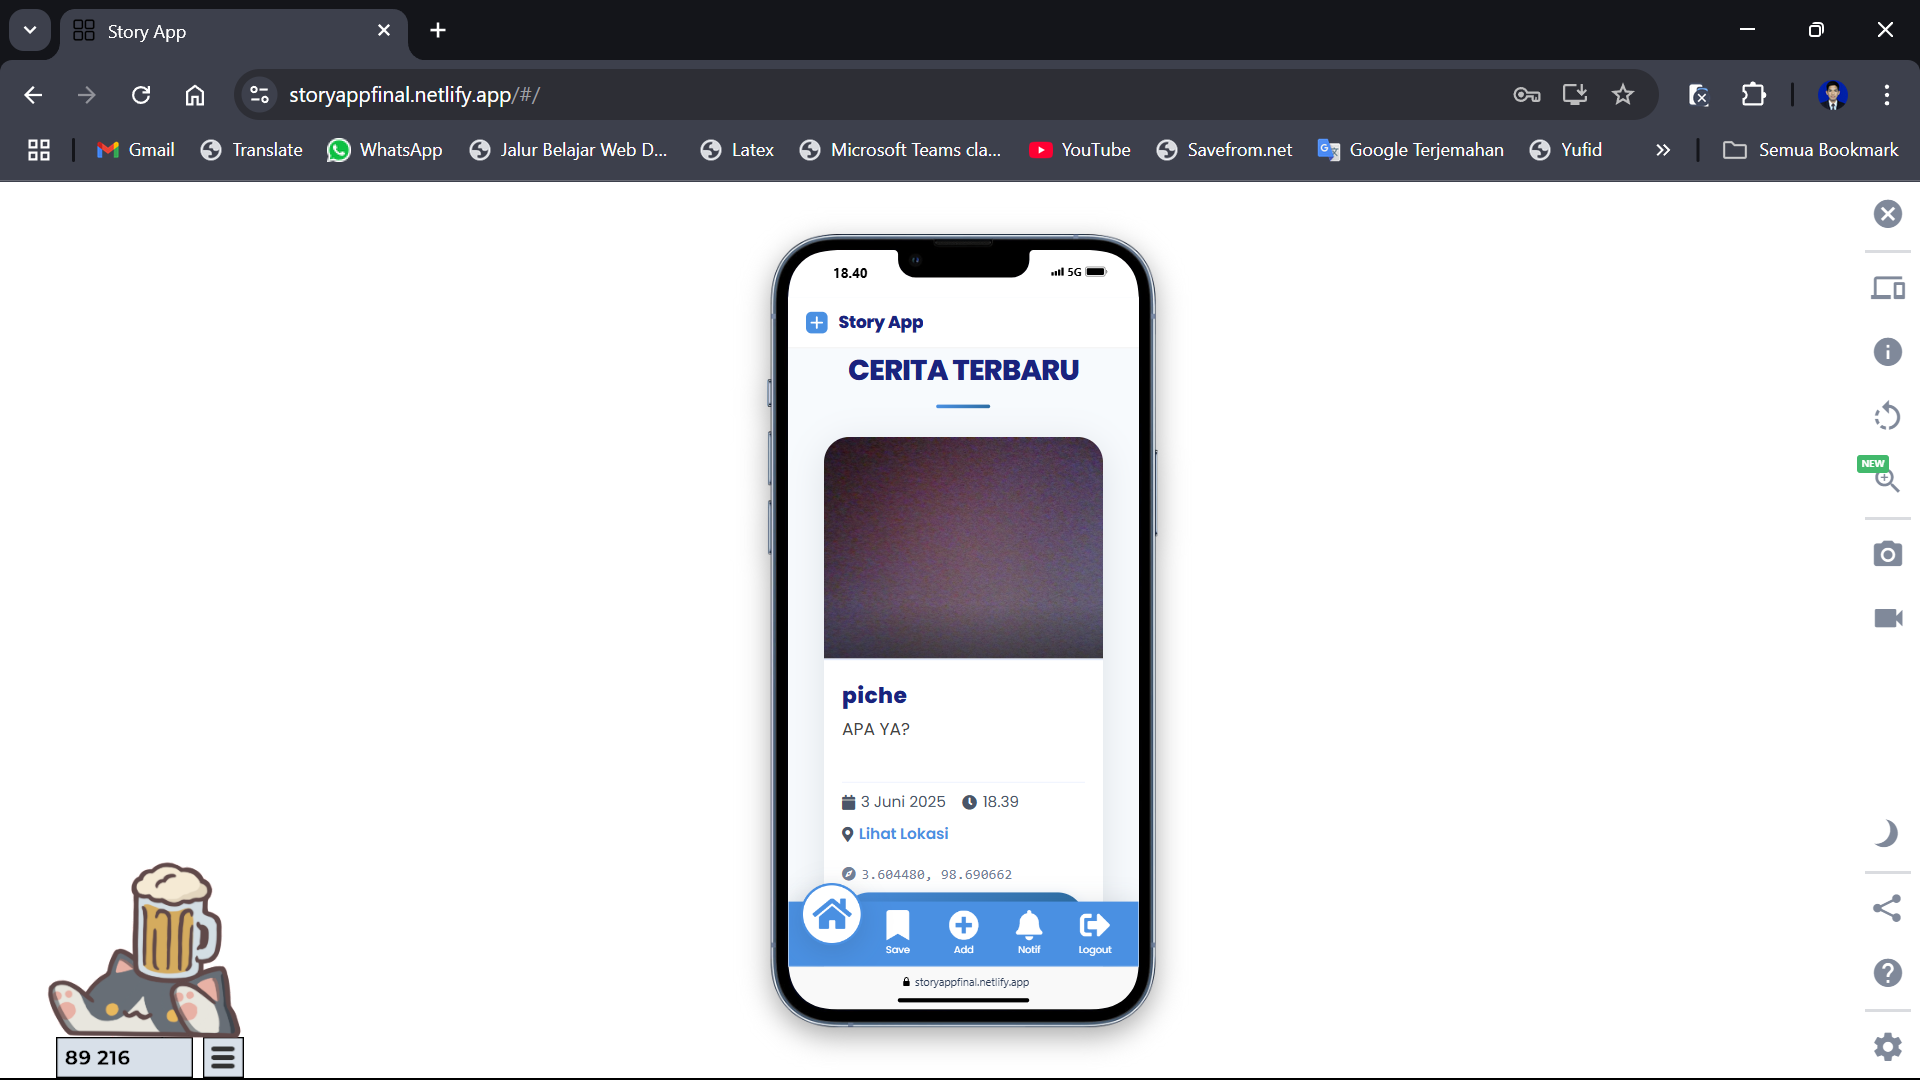 Story App
storyappfinal.netlify.app/#/
Gmail
Translate
WhatsApp
Jalur Belajar Web D...
Latex
Microsoft Teams cla...
YouTube
Savefrom.net
Google Terjemahan
Yufid
Semua Bookmark
18.40
5G
Story App
CERITA TERBARU
NEW
piche
APA YA?
3 Juni 2025 18.39
Lihat Lokasi
3.604480, 98.690662
Save
Add
Notif
Logout
storyappfinal.netlify.app
89 216